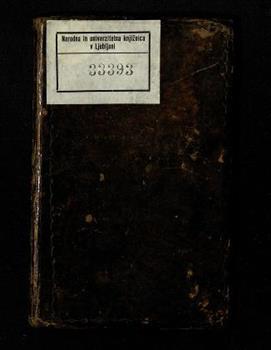 Narodna in univerzitetna knjižnica
v Ljubljani
33393